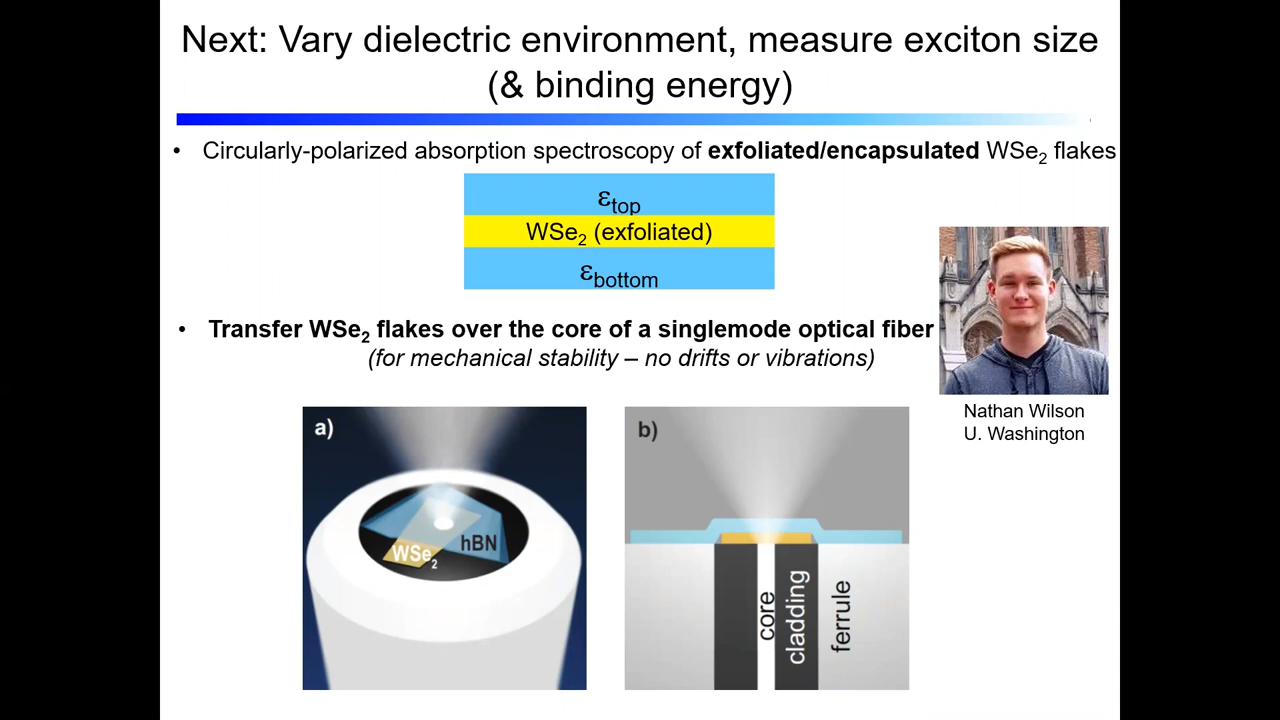 Next: Vary dielectric environment, measure exciton size
(& binding energy)
• Circularly-polarized absorption spectroscopy of exfoliated/encapsulated WSe₂ flakes
εtop
WSe₂ (exfoliated)
εbottom
• Transfer WSe₂ flakes over the core of a singlemode optical fiber
(for mechanical stability – no drifts or vibrations)
Nathan Wilson
U. Washington
a)
WSe₂
hBN
b)
core
cladding
ferrule